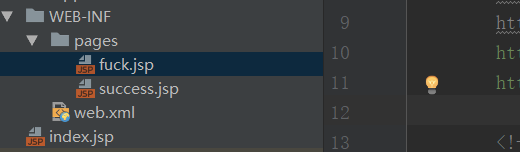 WEB-INF
pages
fuck.jsp
success.jsp
web.xml
index.jsp
9 htt
10 htt
11 htt
12
13 <!-